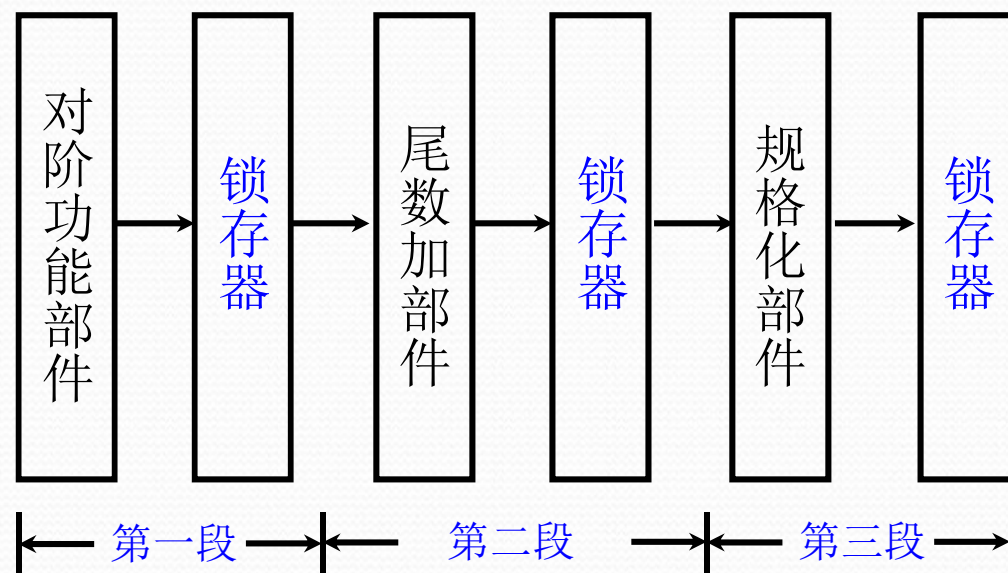 对阶功能部件
锁存器
尾数加部件
锁存器
规格化部件
锁存器
第一段
第二段
第三段